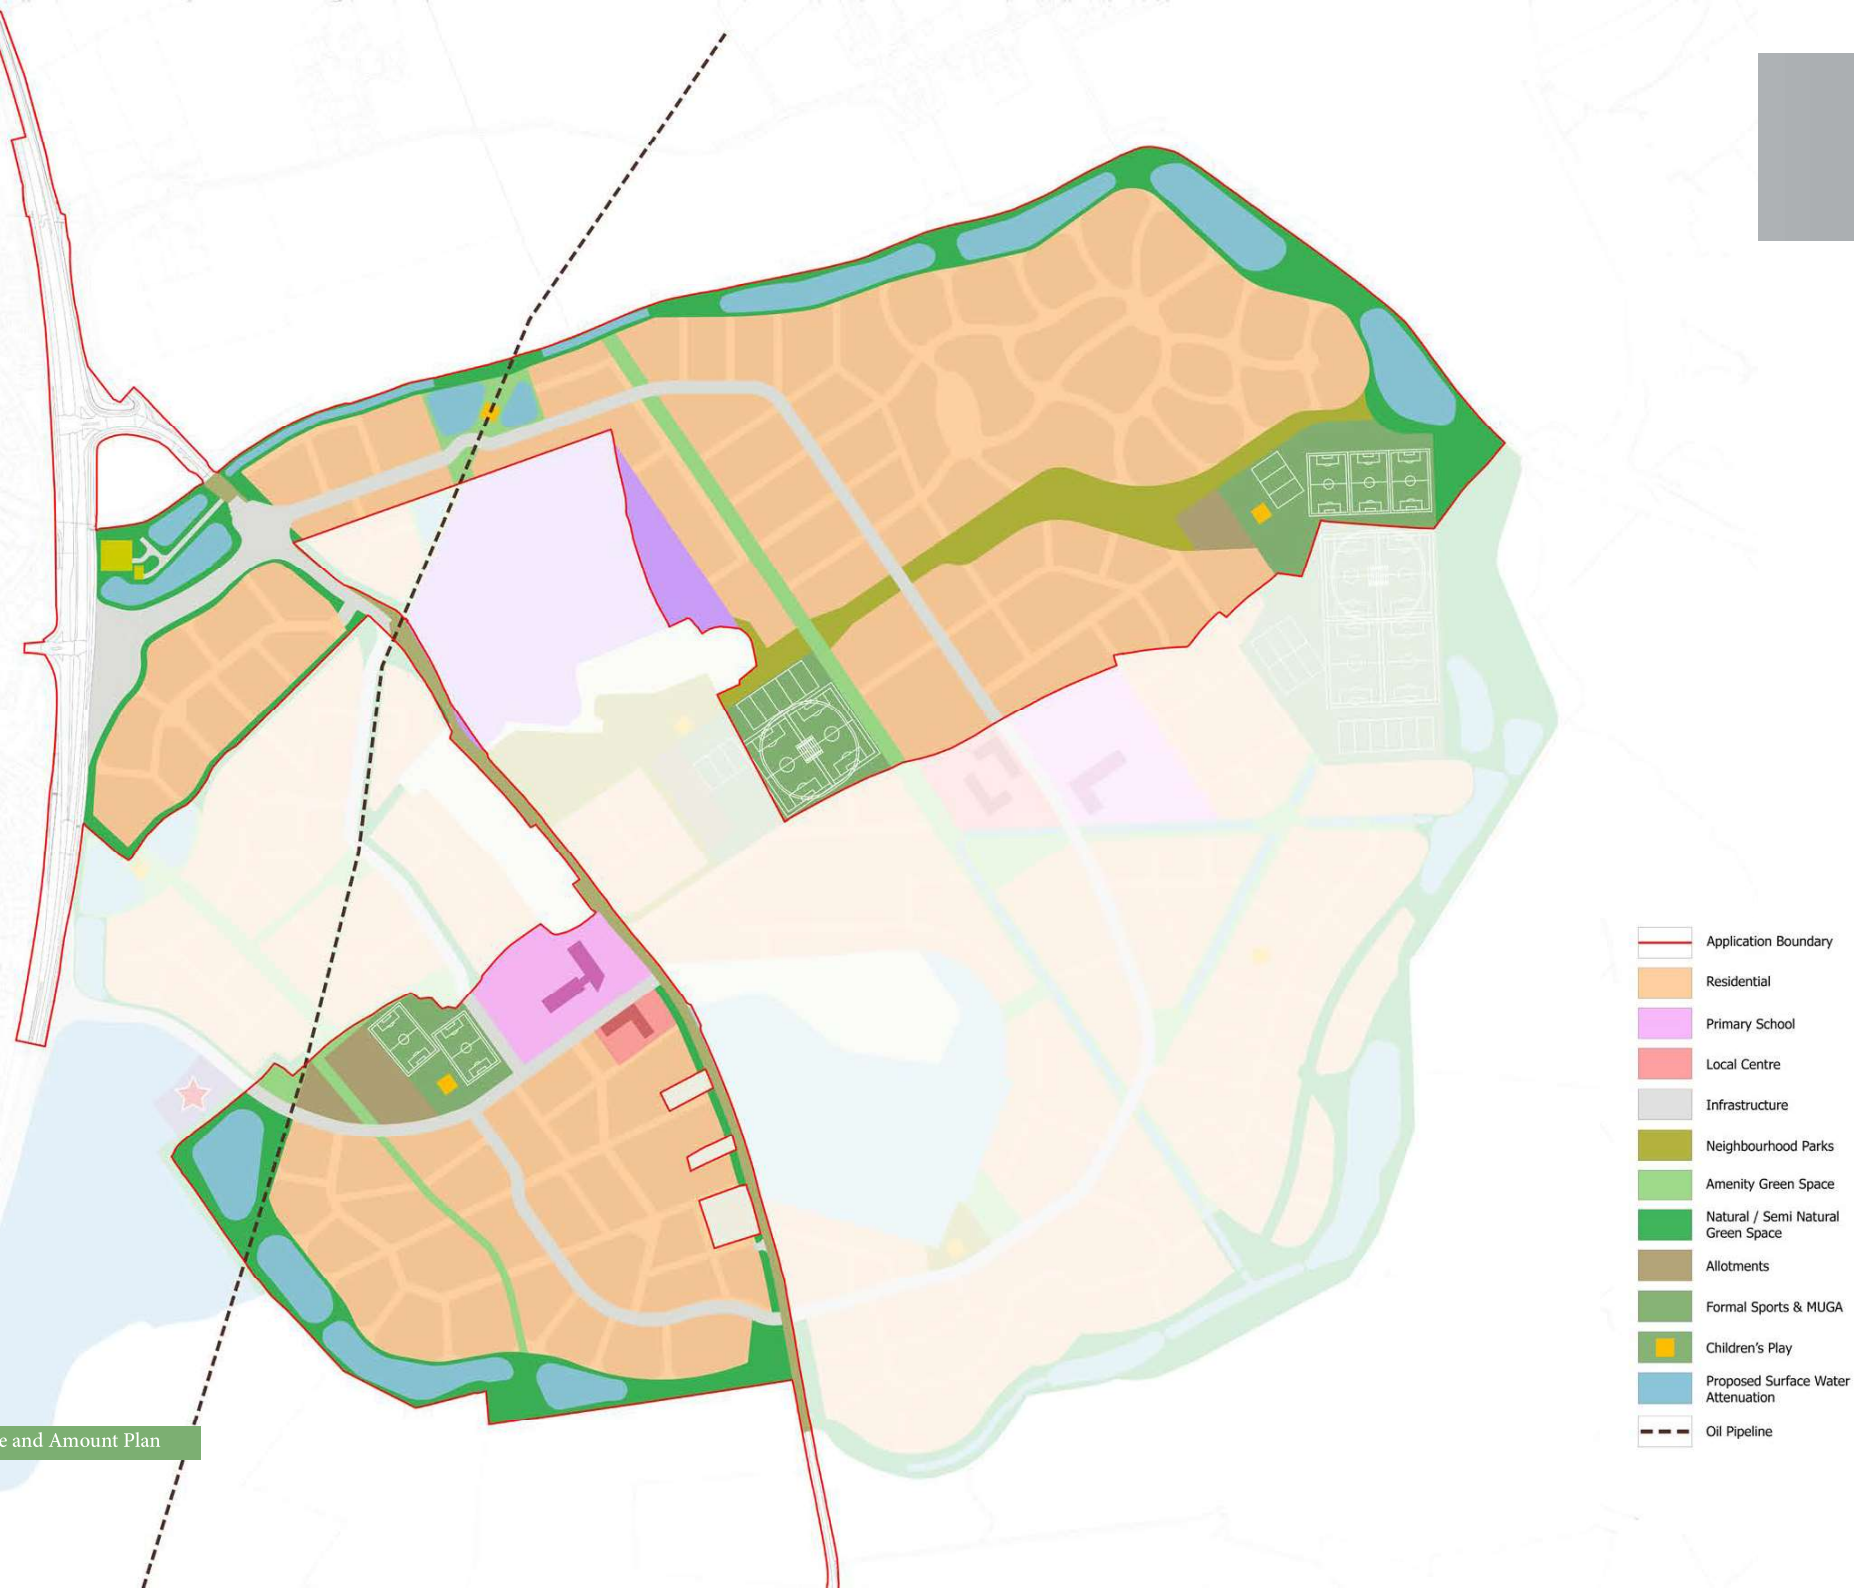 Application Boundary
Residential
Primary School
Local Centre
Infrastructure
Neighbourhood Parks
Amenity Green Space
Natural / Semi Natural
Green Space
Allotments
Formal Sports & MUGA
Children's Play
Proposed Surface Water
Attenuation
Oil Pipeline
e and Amount Plan